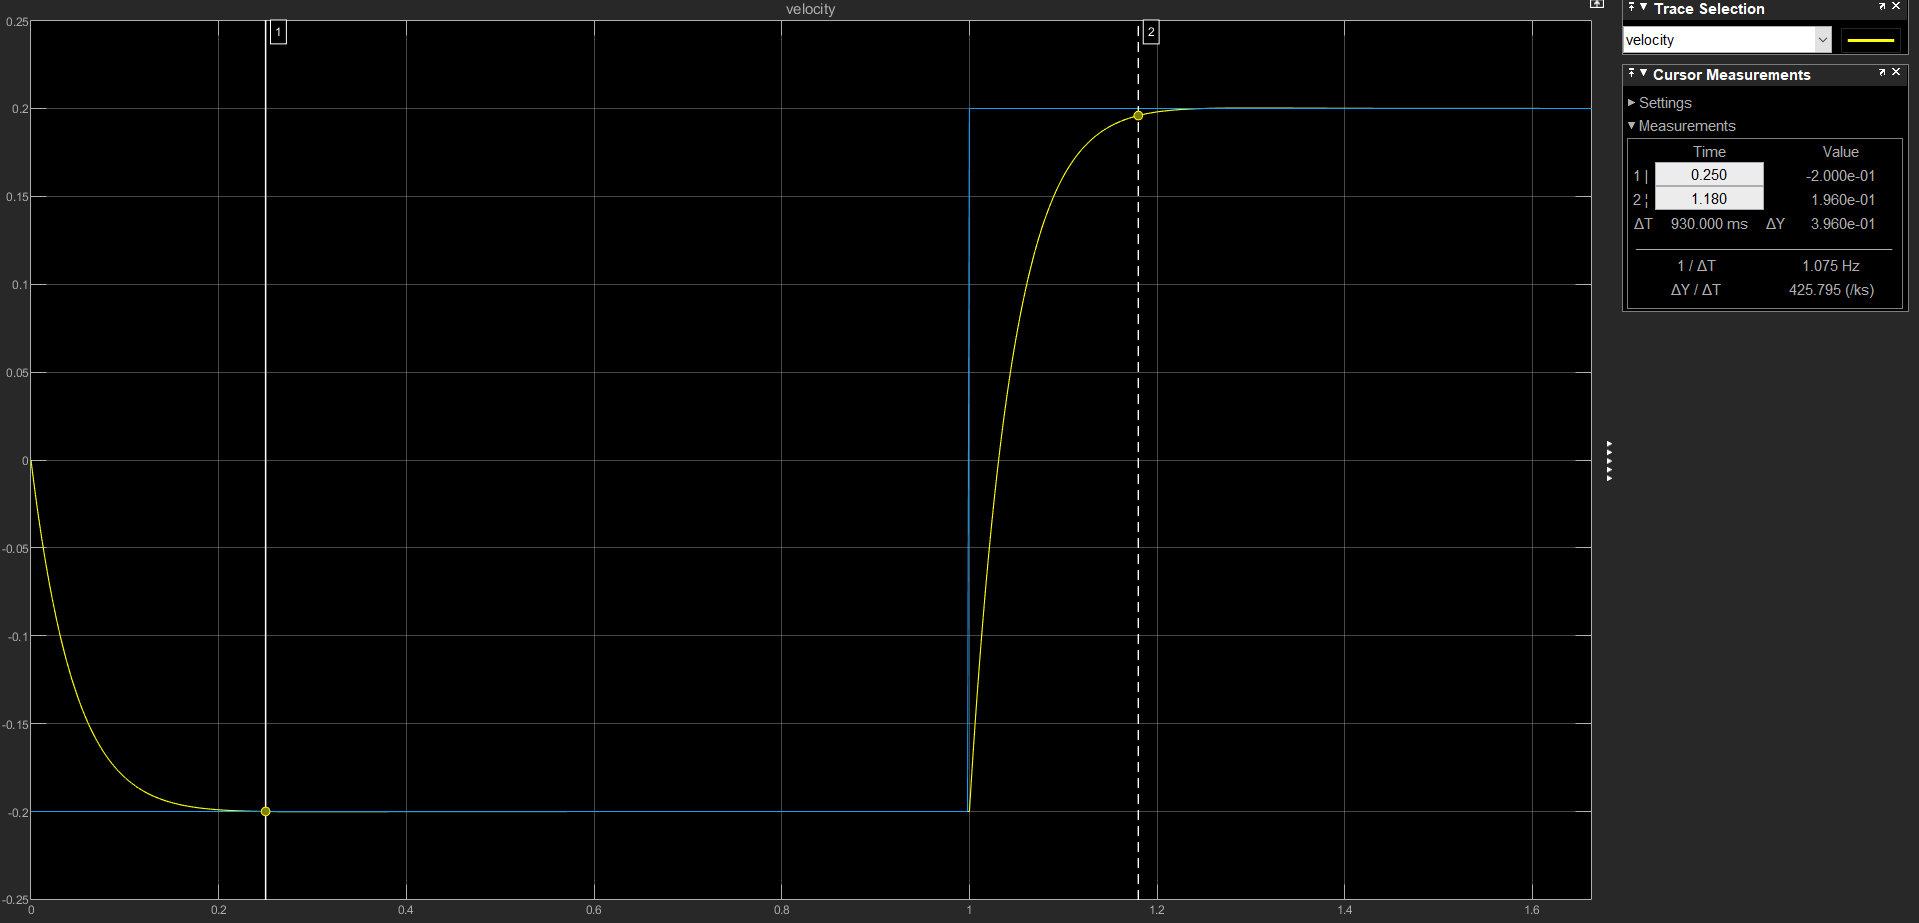 velocity
0.25
0.2
0.15
0.1
0.05
0
-0.05
-0.1
-0.15
-0.2
-0.25
0 0.2 0.4 0.6 0.8 1 1.2 1.4 1.6
1
2
Trace Selection
velocity
Cursor Measurements
Settings
Measurements
Time Value
1 | 0.250 -2.000e-01
2 ¦ 1.180 1.960e-01
ΔT 930.000 ms ΔY 3.960e-01
1 / ΔT 1.075 Hz
ΔY / ΔT 425.795 (/ks)